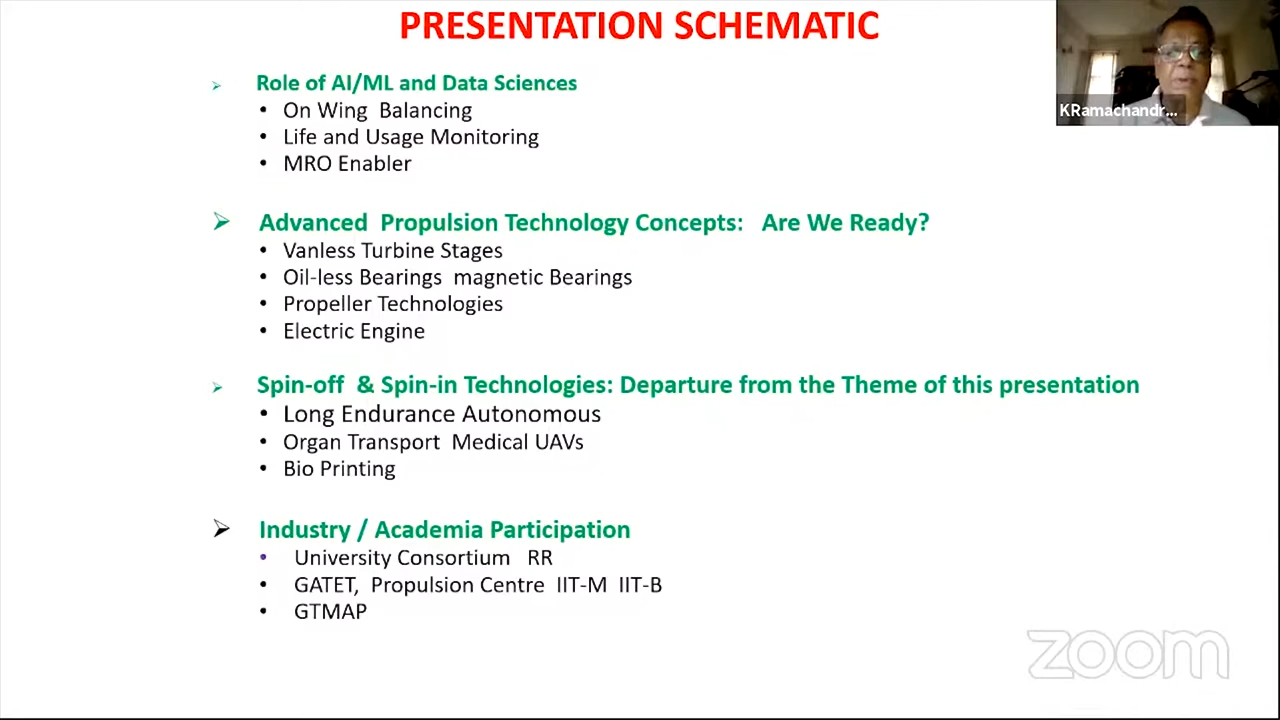 PRESENTATION SCHEMATIC
KRamachandr...
Role of AI/ML and Data Sciences
On Wing Balancing
Life and Usage Monitoring
MRO Enabler
Advanced Propulsion Technology Concepts: Are We Ready?
Vanless Turbine Stages
Oil-less Bearings magnetic Bearings
Propeller Technologies
Electric Engine
Spin-off & Spin-in Technologies: Departure from the Theme of this presentation
Long Endurance Autonomous
Organ Transport Medical UAVs
Bio Printing
Industry / Academia Participation
University Consortium RR
GATET, Propulsion Centre IIT-M IIT-B
GTMAP
zoom